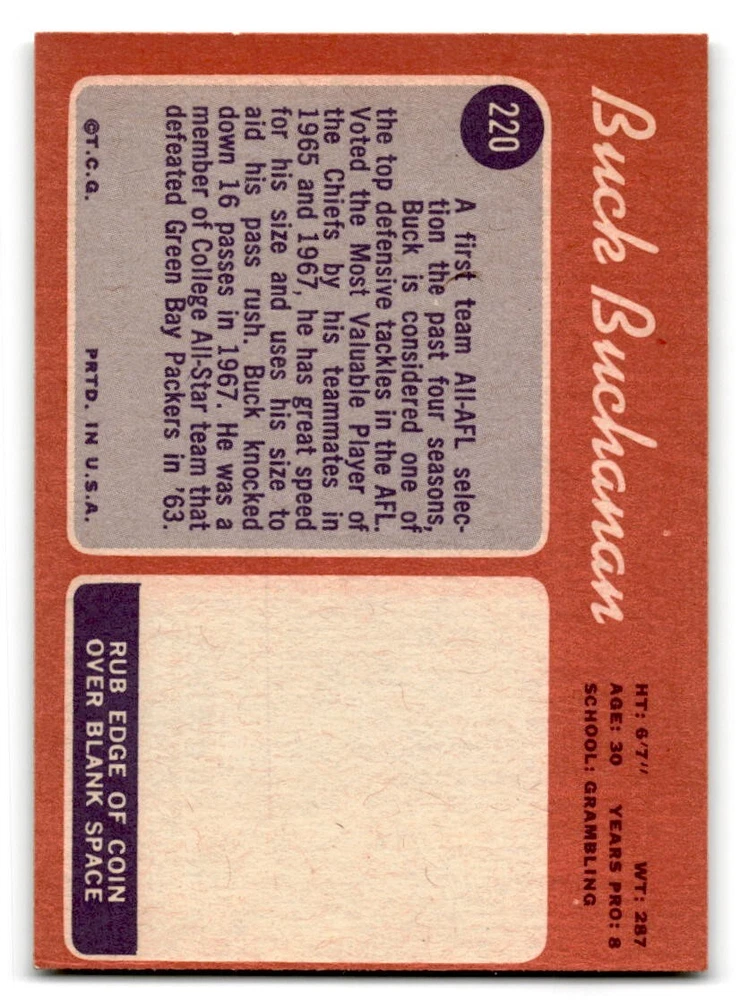 Buck Buchanan
HT: 6'7" WT: 287
AGE: 30 YEARS PRO: 8
SCHOOL: GRAMBLING
220
A first team All-AFL selec-
tion the past four seasons,
Buck is considered one of
the top defensive tackles in the AFL.
Voted the Most Valuable Player of
the Chiefs by his teammates in
1965 and 1967, he has great speed
for his size and uses his size to
aid his pass rush. Buck knocked
down 16 passes in 1967. He was a
member of College All-Star team that
defeated Green Bay Packers in '63.
©T.C.G. PRTD. IN U.S.A.
RUB EDGE OF COIN
OVER BLANK SPACE